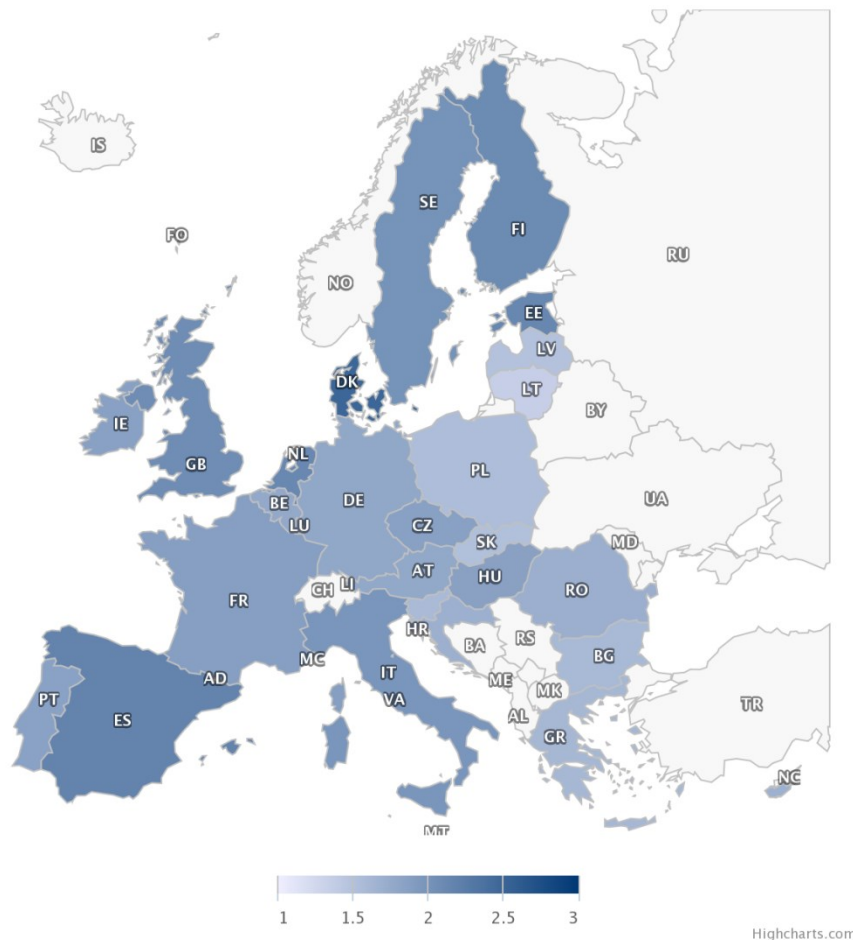 IS
SE
FI
FO
RU
NO
EE
LV
DK
LT
BY
IE
NL
GB
PL
BE
DE
UA
LU
CZ
SK
MD
AT
HU
CH
LI
RO
FR
HR
RS
BA
BG
MC
IT
AD
ME
MK
PT
VA
TR
AL
ES
GR
NC
MT
1
1.5
2
2.5
3
Highcharts.com